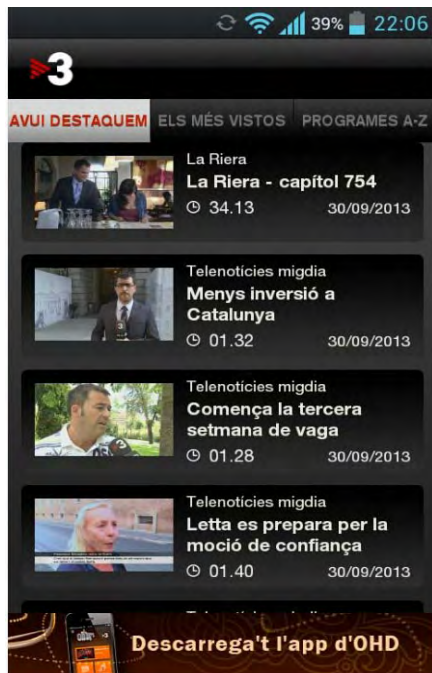 39% 22:06
3
AVUI DESTAQUEM ELS MÉS VISTOS PROGRAMES A-Z
La Riera
La Riera - capítol 754
34.13 30/09/2013
Telenotícies migdia
Menys inversió a
Catalunya
01.32 30/09/2013
Telenotícies migdia
Comença la tercera
setmana de vaga
01.28 30/09/2013
Telenotícies migdia
Letta es prepara per la
moció de confiança
01.40 30/09/2013
Descarrega't l'app d'OHD